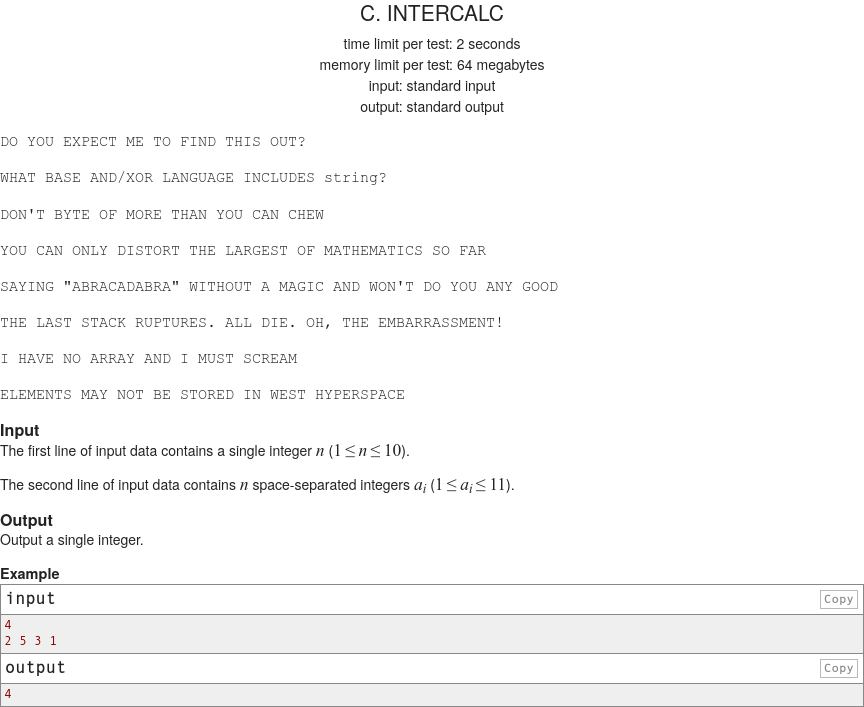 C. INTERCALC
time limit per test: 2 seconds
memory limit per test: 64 megabytes
input: standard input
output: standard output
DO YOU EXPECT ME TO FIND THIS OUT?
WHAT BASE AND/XOR LANGUAGE INCLUDES string?
DON'T BYTE OF MORE THAN YOU CAN CHEW
YOU CAN ONLY DISTORT THE LARGEST OF MATHEMATICS SO FAR
SAYING "ABRACADABRA" WITHOUT A MAGIC AND WON'T DO YOU ANY GOOD
THE LAST STACK RUPTURES. ALL DIE. OH, THE EMBARRASSMENT!
I HAVE NO ARRAY AND I MUST SCREAM
ELEMENTS MAY NOT BE STORED IN WEST HYPERSPACE
Input
The first line of input data contains a single integer n (1 ≤ n ≤ 10).
The second line of input data contains n space-separated integers a_i (1 ≤ a_i ≤ 11).
Output
Output a single integer.
Example
input Copy
4
2 5 3 1
output Copy
4